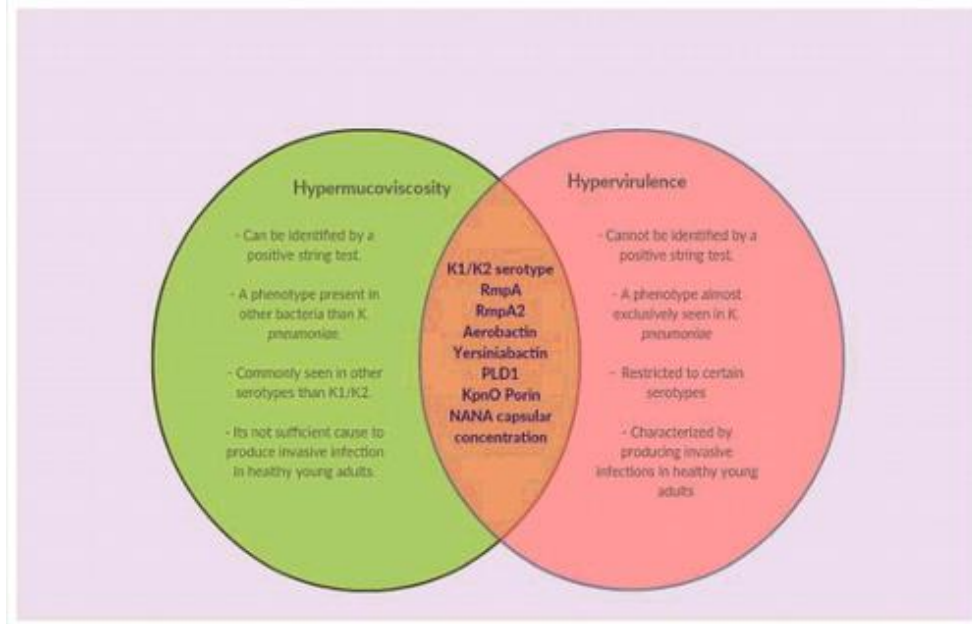 Hypermucoviscosity
- Can be identified by a
positive string test.
- A phenotype present in
other bacteria than K.
pneumoniae.
- Commonly seen in other
serotypes than K1/K2.
- Its not sufficient cause to
produce invasive infection
in healthy young adults.
K1/K2 serotype
RmpA
RmpA2
Aerobactin
Yersiniabactin
PLD1
KpnO Porin
NANA capsular
concentration
Hypervirulence
- Cannot be identified by a
positive string test.
- A phenotype almost
exclusively seen in K.
pneumoniae
- Restricted to certain
serotypes
- Characterized by
producing invasive
infections in healthy young
adults